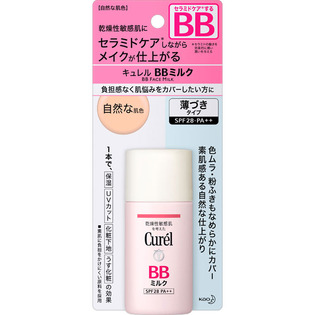 【自然な肌色】
セラミドケア*する
BB
乾燥性敏感肌に
セラミドケア*しながら
メイクが仕上がる
キュレル BBミルク
BB FACE MILK
負担感なく肌悩みをカバーしたい方に
自然な肌色
薄づき
タイプ
SPF28・PA++
色ムラ・粉ふきもなめらかにカバー
素肌感ある自然な仕上がり
1本で、保湿 UVカット 化粧下地 うす化粧 の効果
乾燥性敏感肌
を考えた
Curél
BB
ミルク
SPF28 PA++
KAO